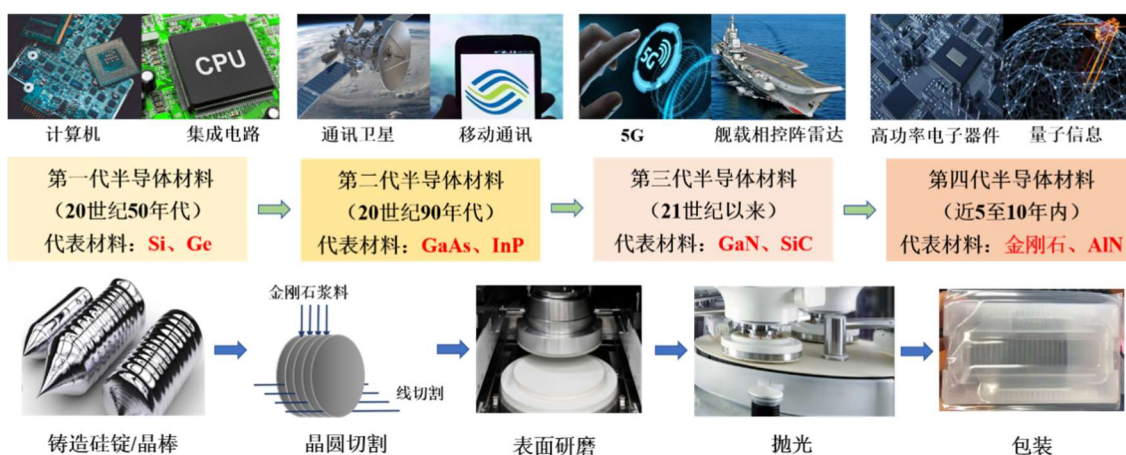 CPU
5G
计算机
集成电路
通讯卫星
移动通讯
5G
舰载相控阵雷达
高功率电子器件
量子信息
第一代半导体材料
（20世纪50年代）
代表材料：Si、Ge
第二代半导体材料
（20世纪90年代）
代表材料：GaAs、InP
第三代半导体材料
（21世纪以来）
代表材料：GaN、SiC
第四代半导体材料
（近5至10年内）
代表材料：金刚石、AlN
金刚石浆料
线切割
铸造硅锭/晶棒
晶圆切割
表面研磨
抛光
包装